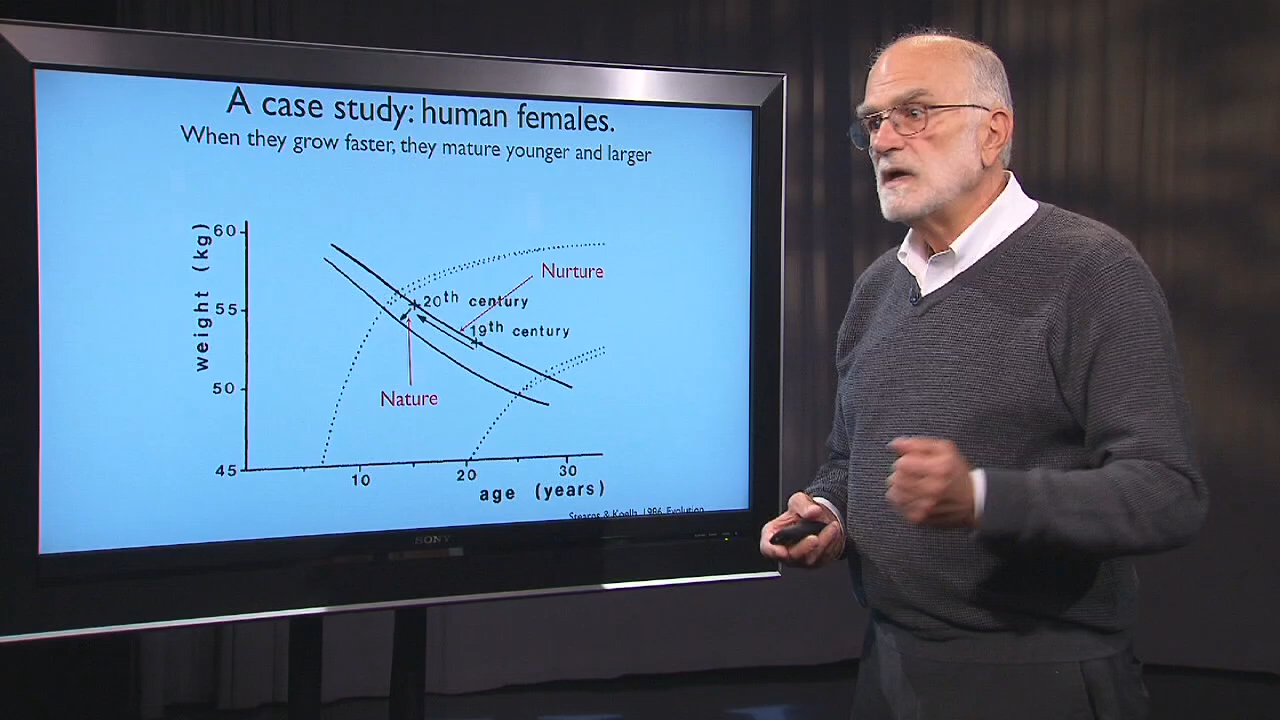 A case study: human females.
When they grow faster, they mature younger and larger
weight (kg)
60
55
50
45
10
20
30
age (years)
20th century
19th century
Nurture
Nature
Stearns & Koella 1986 Evolution
SONY